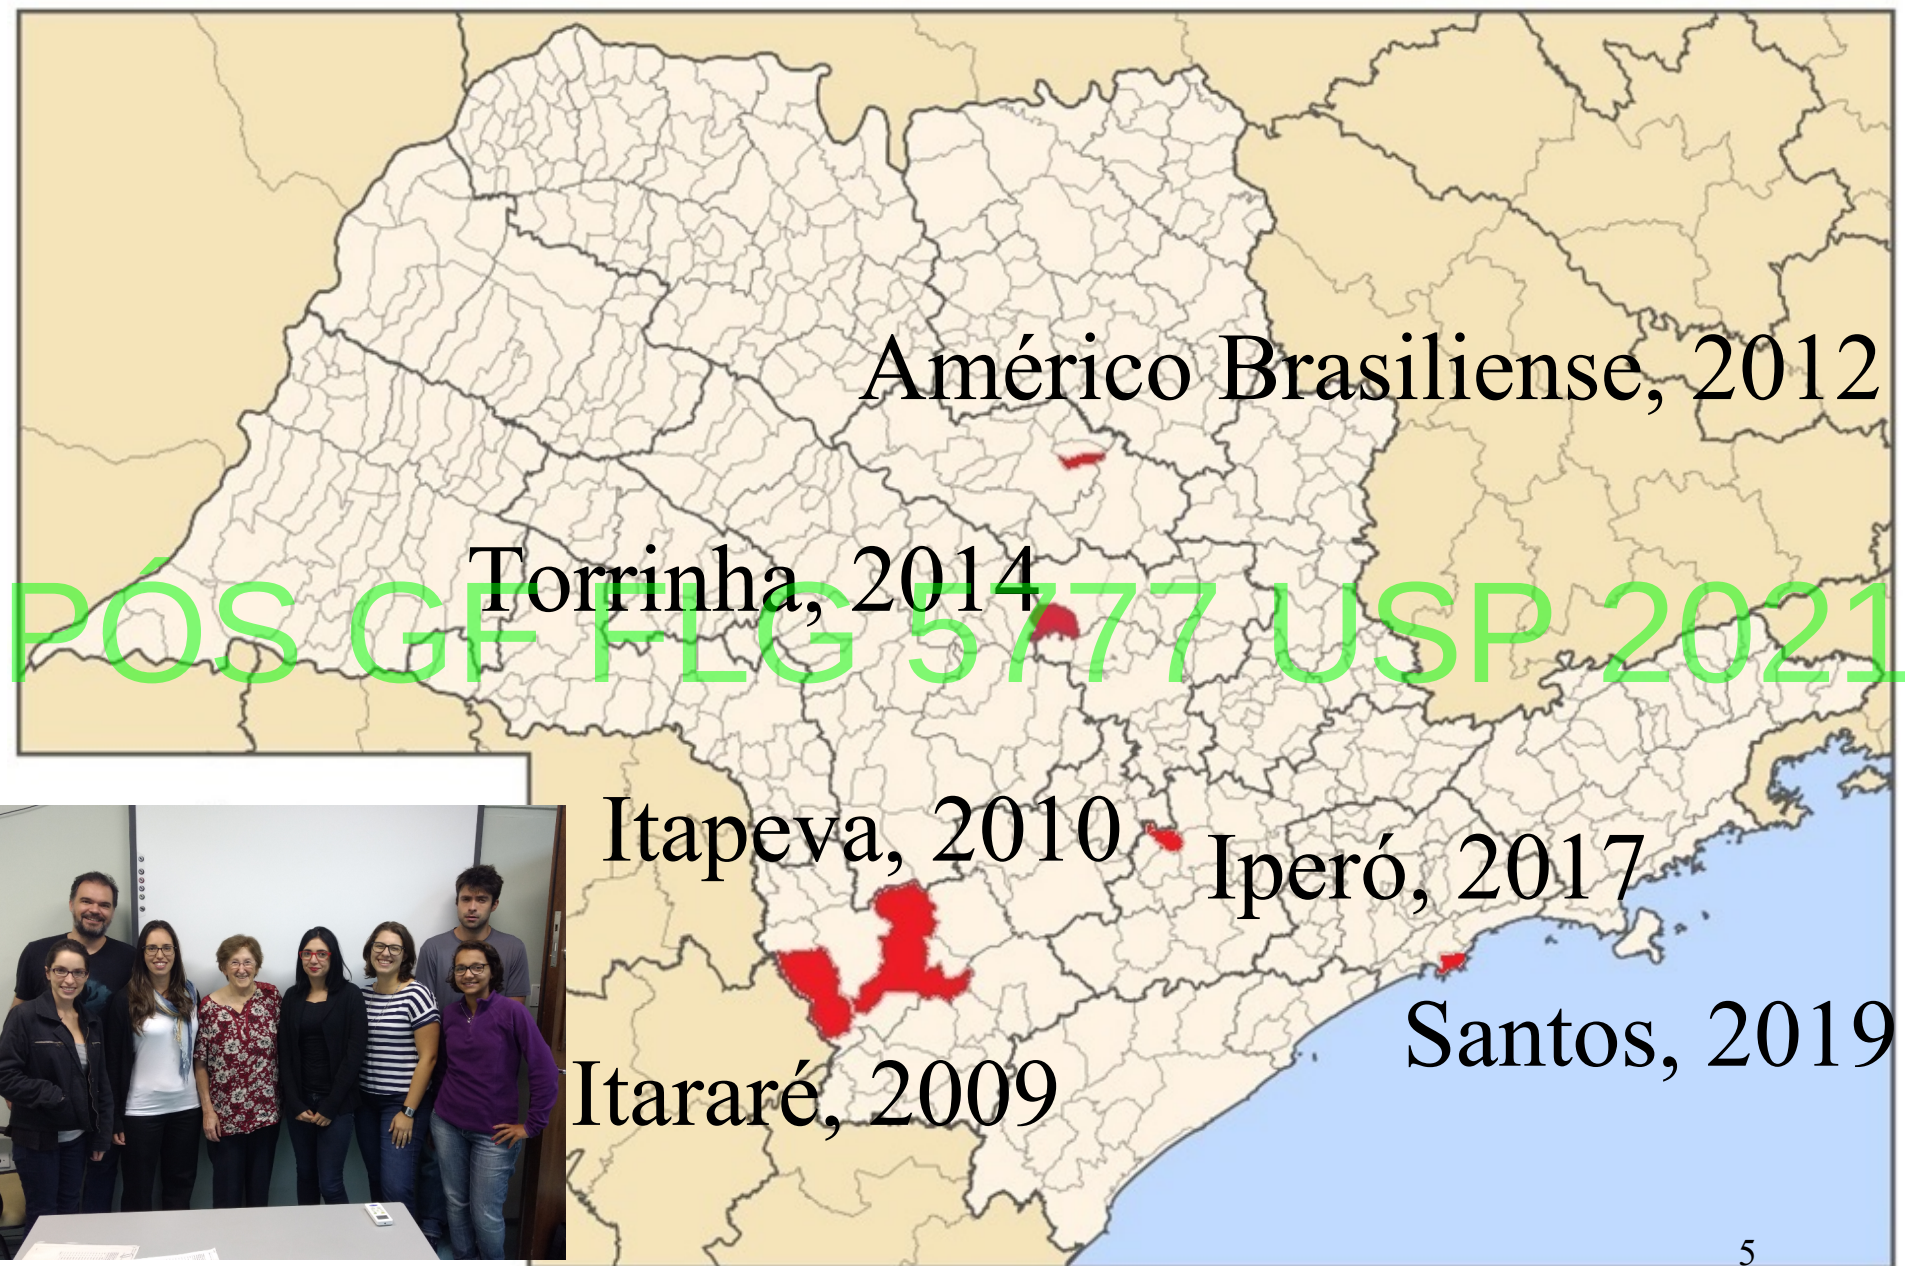 Américo Brasiliense, 2012
Torrinha, 2014
PÓS GF FLG 5777 USP 2021
Itapeva, 2010
Iperó, 2017
Santos, 2019
Itararé, 2009
5